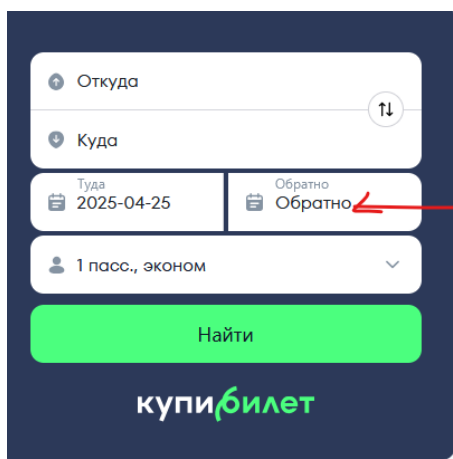 Откуда
Куда
Туда
2025-04-25
Обратно
Обратно
1 пасс., эконом
Найти
купибилет